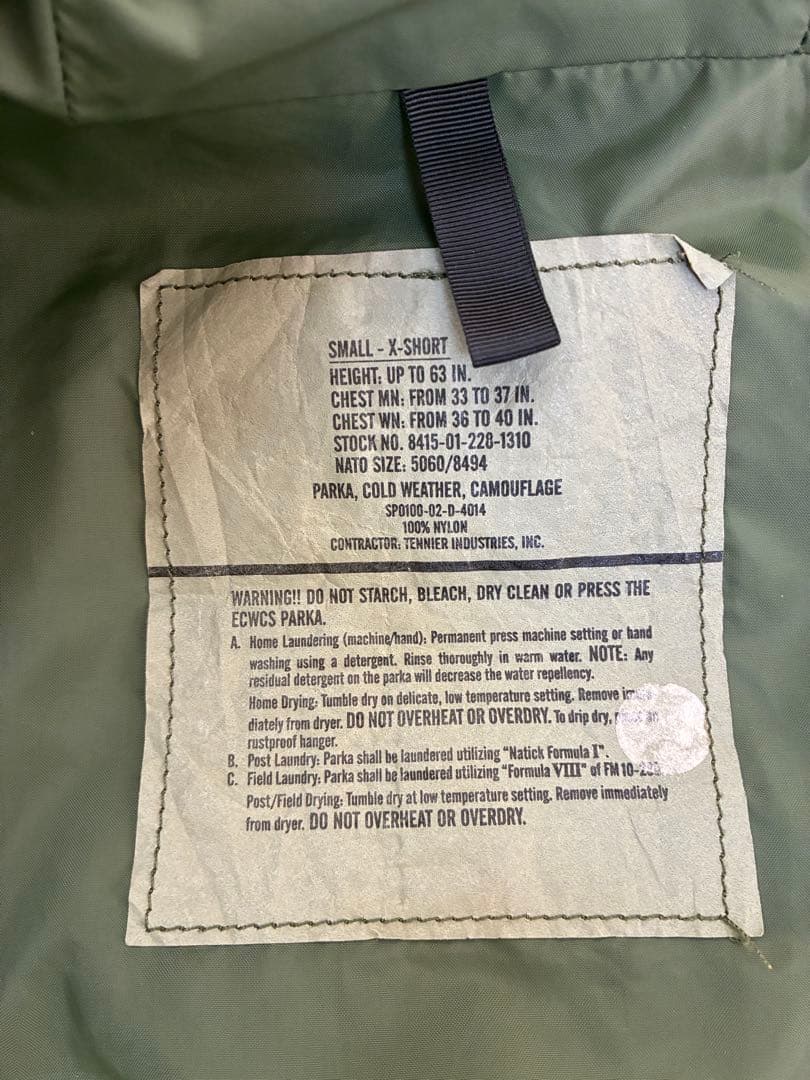 SMALL - X-SHORT
HEIGHT: UP TO 63 IN.
CHEST MN: FROM 33 TO 37 IN.
CHEST WN: FROM 36 TO 40 IN.
STOCK NO. 8415-01-228-1310
NATO SIZE: 5060/8494
PARKA, COLD WEATHER, CAMOUFLAGE
SP0100-02-D-4014
100% NYLON
CONTRACTOR: TENNIER INDUSTRIES, INC.
WARNING!! DO NOT STARCH, BLEACH, DRY CLEAN OR PRESS THE
ECWCS PARKA.
A. Home Laundering (machine/hand): Permanent press machine setting or hand
washing using a detergent. Rinse thoroughly in warm water. NOTE: Any
residual detergent on the parka will decrease the water repellency.
Home Drying: Tumble dry on delicate, low temperature setting. Remove
diately from dryer. DO NOT OVERHEAT OR OVERDRY. To drip dry,
rustproof hanger.
B. Post Laundry: Parka shall be laundered utilizing "Natick Formula I".
C. Field Laundry: Parka shall be laundered utilizing "Formula VIII" of FM
Post/Field Drying: Tumble dry at low temperature setting. Remove immediately
from dryer. DO NOT OVERHEAT OR OVERDRY.